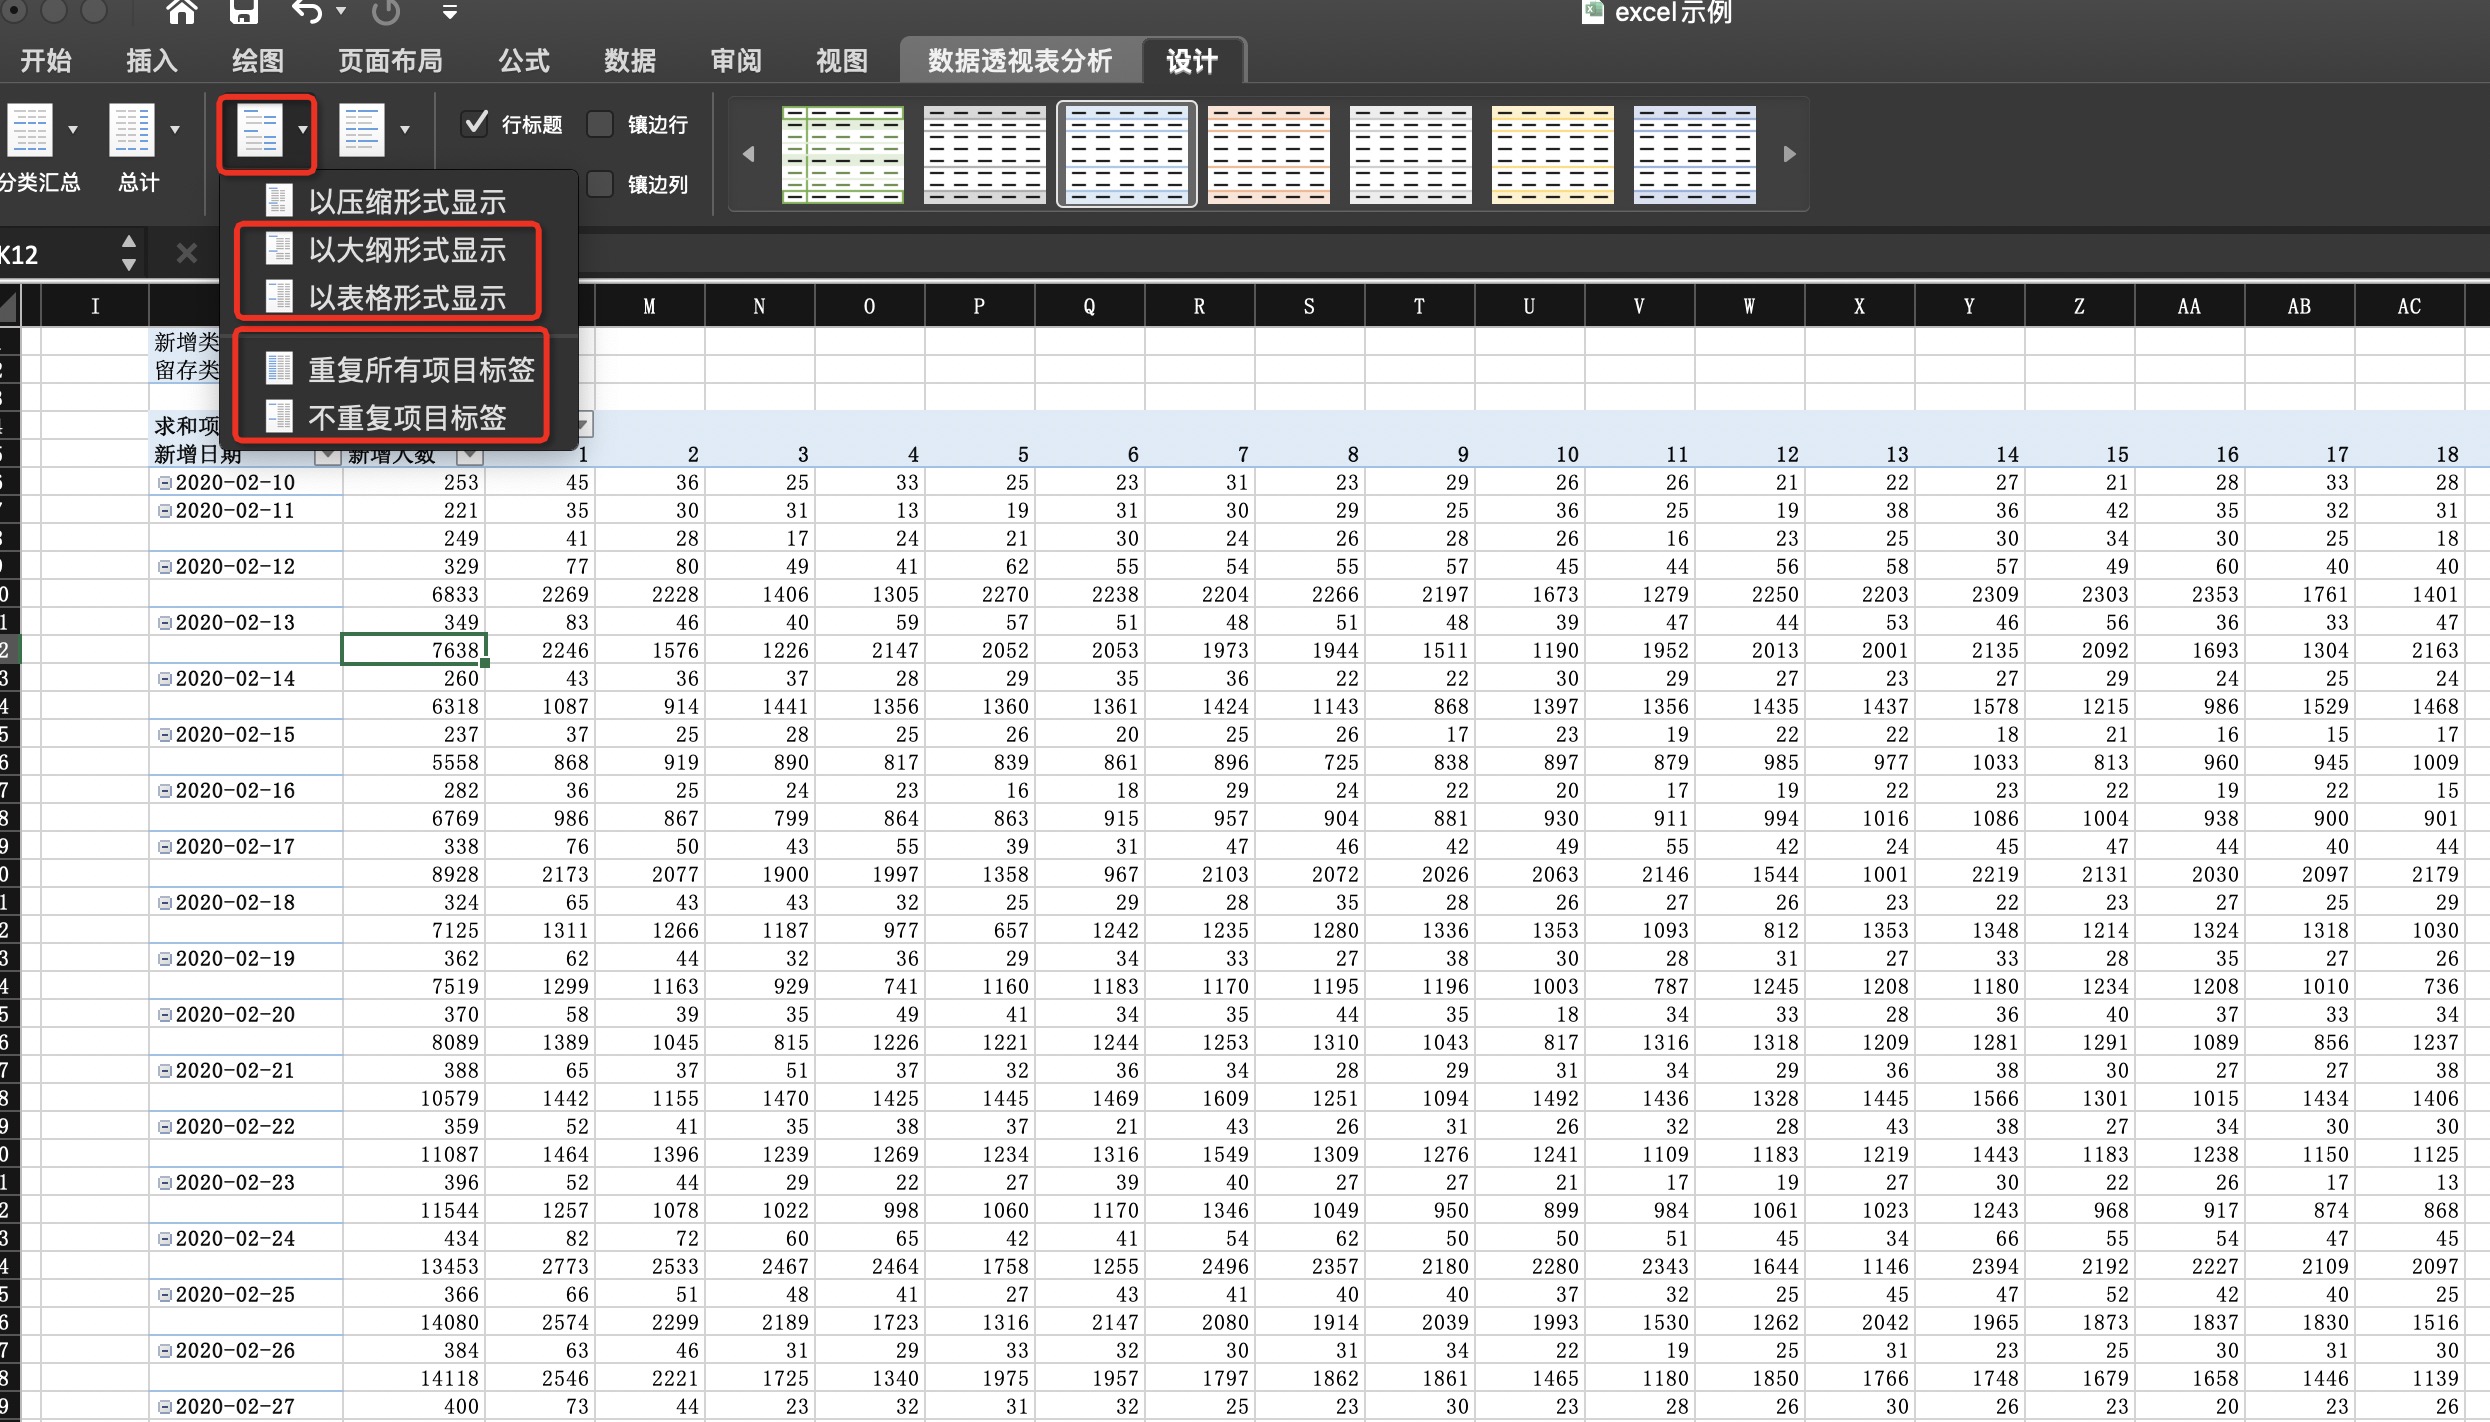 excel示例
开始 插入 绘图 页面布局 公式 数据 审阅 视图 数据透视表分析 设计
行标题 镶边行
分类汇总 总计 镶边列
以压缩形式显示
以大纲形式显示
以表格形式显示
重复所有项目标签
不重复项目标签
K12
I M N O P Q R S T U V W X Y Z AA AB AC
新增类
留存类
求和项
新增日期 新增人数 1 2 3 4 5 6 7 8 9 10 11 12 13 14 15 16 17 18
2020-02-10 253 45 36 25 33 25 23 31 23 29 26 26 21 22 27 21 28 33 28
2020-02-11 221 35 30 31 13 19 31 30 29 25 36 25 19 38 36 42 35 32 31
249 41 28 17 24 21 30 24 26 28 26 16 23 25 30 34 30 25 18
2020-02-12 329 77 80 49 41 62 55 54 55 57 45 44 56 58 57 49 60 40 40
6833 2269 2228 1406 1305 2270 2238 2204 2266 2197 1673 1279 2250 2203 2309 2303 2353 1761 1401
2020-02-13 349 83 46 40 59 57 51 48 51 48 39 47 44 53 46 56 36 33 47
7638 2246 1576 1226 2147 2052 2053 1973 1944 1511 1190 1952 2013 2001 2135 2092 1693 1304 2163
2020-02-14 260 43 36 37 28 29 35 36 22 22 30 29 27 23 27 29 24 25 24
6318 1087 914 1441 1356 1360 1361 1424 1143 868 1397 1356 1435 1437 1578 1215 986 1529 1468
2020-02-15 237 37 25 28 25 26 20 25 26 17 23 19 22 22 18 21 16 15 17
5558 868 919 890 817 839 861 896 725 838 897 879 985 977 1033 813 960 945 1009
2020-02-16 282 36 25 24 23 16 18 29 24 22 20 17 19 22 23 22 19 22 15
6769 986 867 799 864 863 915 957 904 881 930 911 994 1016 1086 1004 938 900 901
2020-02-17 338 76 50 43 55 39 31 47 46 42 49 55 42 24 45 47 44 40 44
8928 2173 2077 1900 1997 1358 967 2103 2072 2026 2063 2146 1544 1001 2219 2131 2030 2097 2179
2020-02-18 324 65 43 43 32 25 29 28 35 28 26 27 26 23 22 23 27 25 29
7125 1311 1266 1187 977 657 1242 1235 1280 1336 1353 1093 812 1353 1348 1214 1324 1318 1030
2020-02-19 362 62 44 32 36 29 34 33 27 38 30 28 31 27 33 28 35 27 26
7519 1299 1163 929 741 1160 1183 1170 1195 1196 1003 787 1245 1208 1180 1234 1208 1010 736
2020-02-20 370 58 39 35 49 41 34 35 44 35 18 34 33 28 36 40 37 33 34
8089 1389 1045 815 1226 1221 1244 1253 1310 1043 817 1316 1318 1209 1281 1291 1089 856 1237
2020-02-21 388 65 37 51 37 32 36 34 28 29 31 34 29 36 38 30 27 27 38
10579 1442 1155 1470 1425 1445 1469 1609 1251 1094 1492 1436 1328 1445 1566 1301 1015 1434 1406
2020-02-22 359 52 41 35 38 37 21 43 26 31 26 32 28 43 38 27 34 30 30
11087 1464 1396 1239 1269 1234 1316 1549 1309 1276 1241 1109 1183 1219 1443 1183 1238 1150 1125
2020-02-23 396 52 44 29 22 27 39 40 27 27 21 17 19 27 30 22 26 17 13
11544 1257 1078 1022 998 1060 1170 1346 1049 950 899 984 1061 1023 1243 968 917 874 868
2020-02-24 434 82 72 60 65 42 41 54 62 50 50 51 45 34 66 55 54 47 45
13453 2773 2533 2467 2464 1758 1255 2496 2357 2180 2280 2343 1644 1146 2394 2192 2227 2109 2097
2020-02-25 366 66 51 48 41 27 43 41 40 40 37 32 25 45 47 52 42 40 25
14080 2574 2299 2189 1723 1316 2147 2080 1914 2039 1993 1530 1262 2042 1965 1873 1837 1830 1516
2020-02-26 384 63 46 31 29 33 32 30 31 34 22 19 25 31 23 25 30 31 30
14118 2546 2221 1725 1340 1975 1957 1797 1862 1861 1465 1180 1850 1766 1748 1679 1658 1446 1139
2020-02-27 400 73 44 23 32 31 32 25 23 30 23 28 26 30 26 23 20 23 26